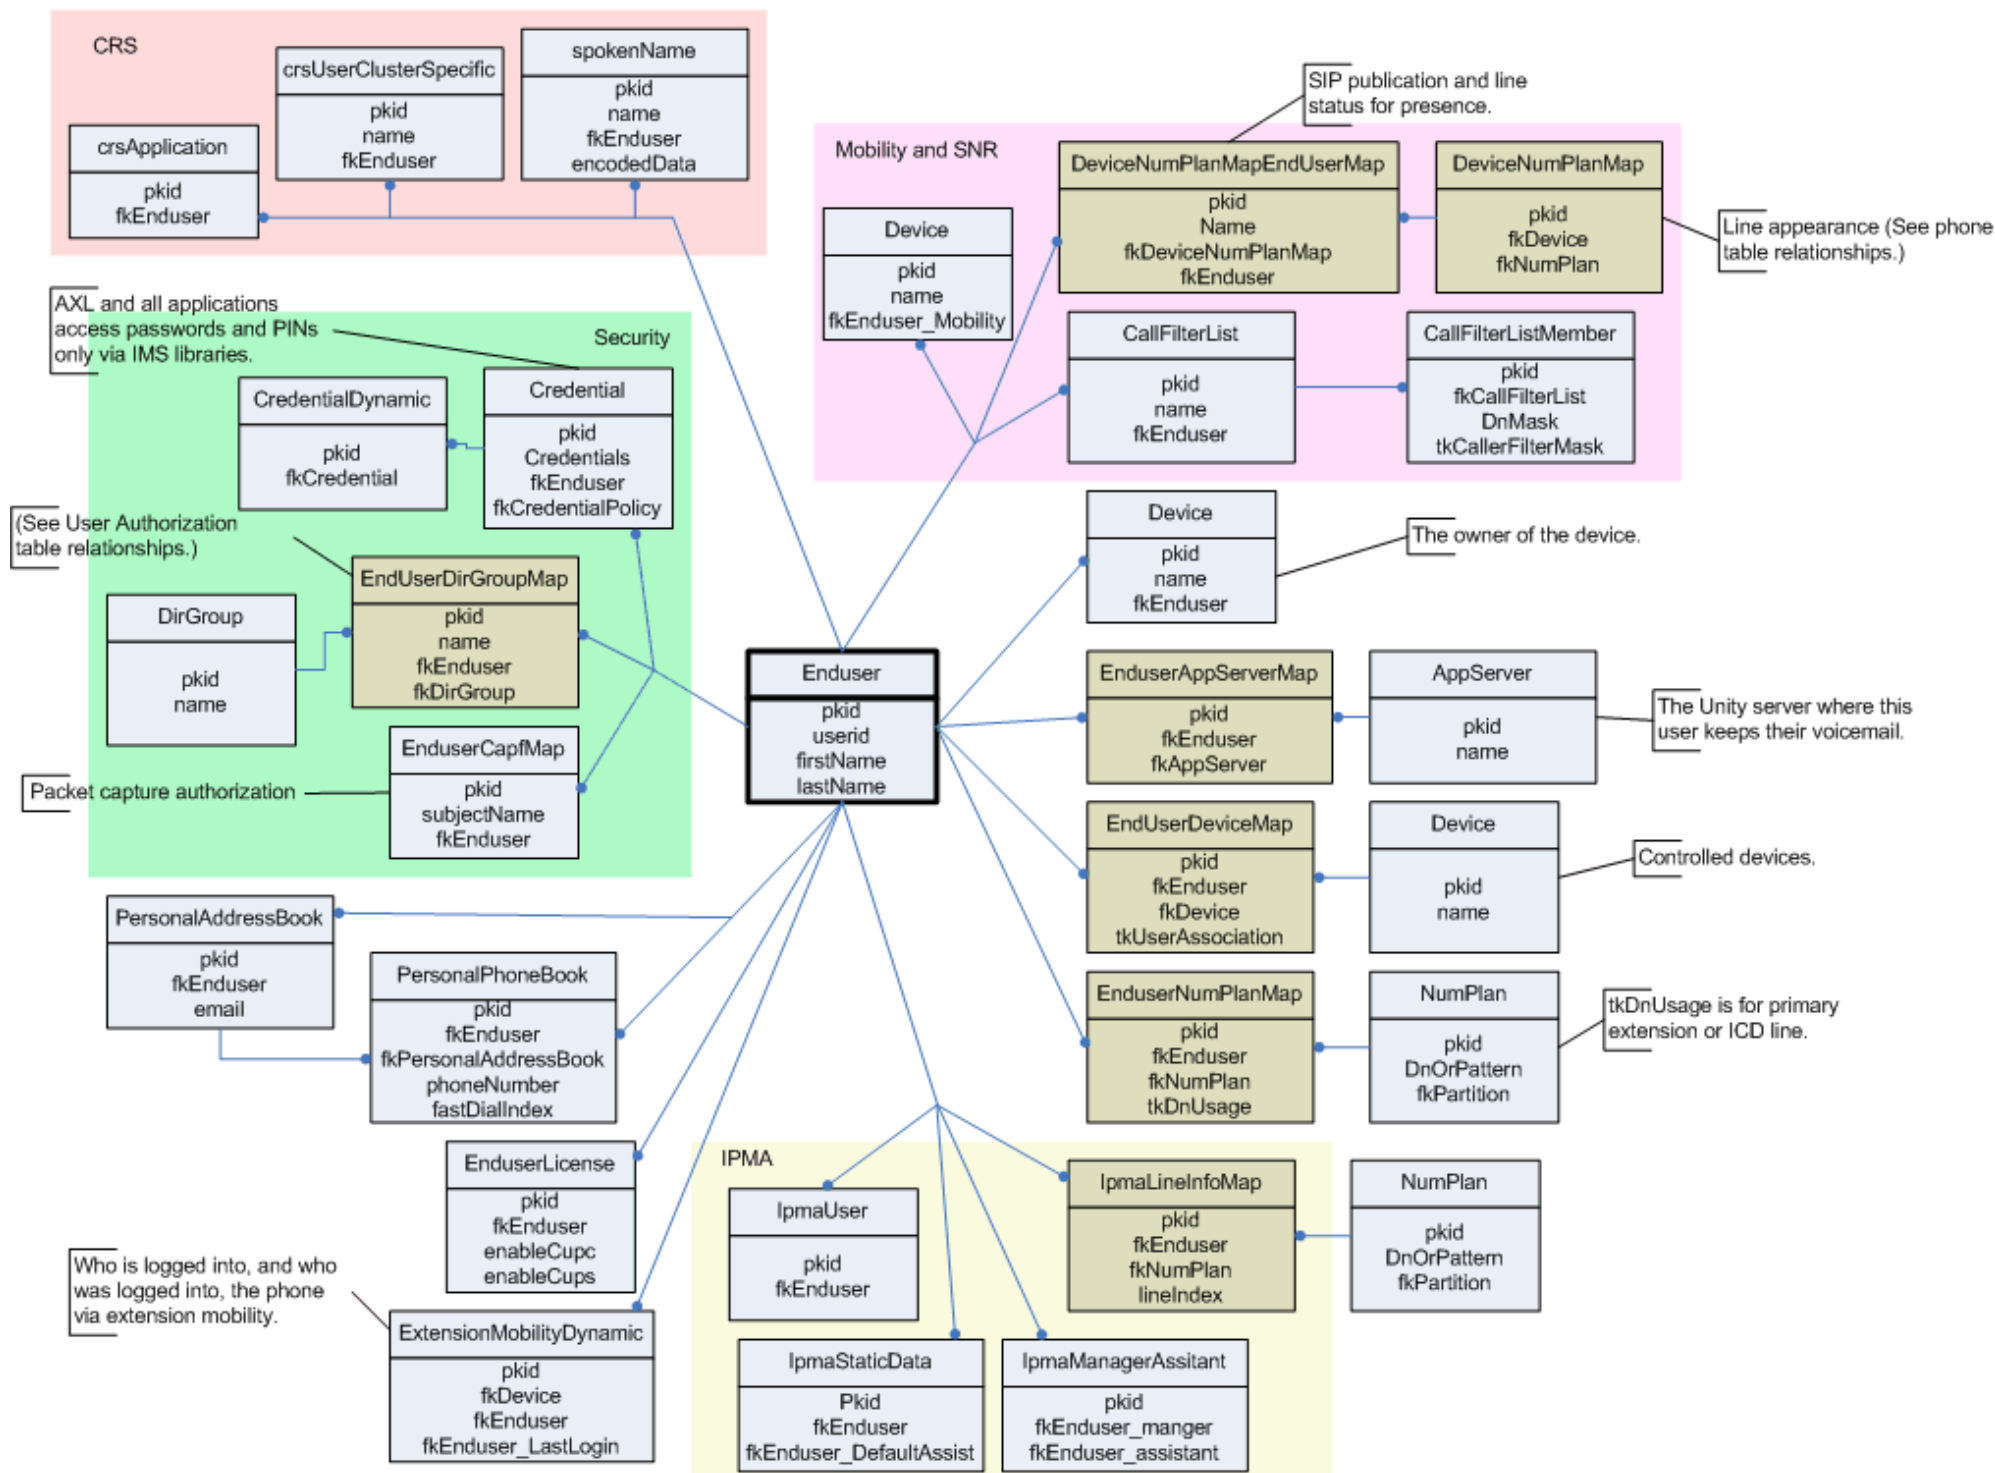 CRS
crsApplication
pkid
fkEnduser
crsUserClusterSpecific
pkid
name
fkEnduser
spokenName
pkid
name
fkEnduser
encodedData
SIP publication and line
status for presence.
Mobility and SNR
Device
pkid
name
fkEnduser_Mobility
DeviceNumPlanMapEndUserMap
pkid
Name
fkDeviceNumPlanMap
fkEnduser
DeviceNumPlanMap
pkid
fkDevice
fkNumPlan
Line appearance (See phone
table relationships.)
CallFilterList
pkid
name
fkEnduser
CallFilterListMember
pkid
fkCallFilterList
DnMask
tkCallerFilterMask
AXL and all applications
access passwords and PINs
only via IMS libraries.
Security
CredentialDynamic
pkid
fkCredential
Credential
pkid
Credentials
fkEnduser
fkCredentialPolicy
(See User Authorization
table relationships.)
DirGroup
pkid
name
EndUserDirGroupMap
pkid
name
fkEnduser
fkDirGroup
EnduserCapfMap
pkid
subjectName
fkEnduser
Packet capture authorization
Enduser
pkid
userid
firstName
lastName
Device
pkid
name
fkEnduser
The owner of the device.
EnduserAppServerMap
pkid
fkEnduser
fkAppServer
AppServer
pkid
name
The Unity server where this
user keeps their voicemail.
EndUserDeviceMap
pkid
fkEnduser
fkDevice
tkUserAssociation
Device
pkid
name
Controlled devices.
EnduserNumPlanMap
pkid
fkEnduser
fkNumPlan
tkDnUsage
NumPlan
pkid
DnOrPattern
fkPartition
tkDnUsage is for primary
extension or ICD line.
PersonalAddressBook
pkid
fkEnduser
email
PersonalPhoneBook
pkid
fkEnduser
fkPersonalAddressBook
phoneNumber
fastDialIndex
EnduserLicense
pkid
fkEnduser
enableCupc
enableCups
Who is logged into, and who
was logged into, the phone
via extension mobility.
ExtensionMobilityDynamic
pkid
fkDevice
fkEnduser
fkEnduser_LastLogin
IPMA
IpmaUser
pkid
fkEnduser
IpmaLineInfoMap
pkid
fkEnduser
fkNumPlan
lineIndex
NumPlan
pkid
DnOrPattern
fkPartition
IpmaStaticData
Pkid
fkEnduser
fkEnduser_DefaultAssist
IpmaManagerAssitant
pkid
fkEnduser_manger
fkEnduser_assistant